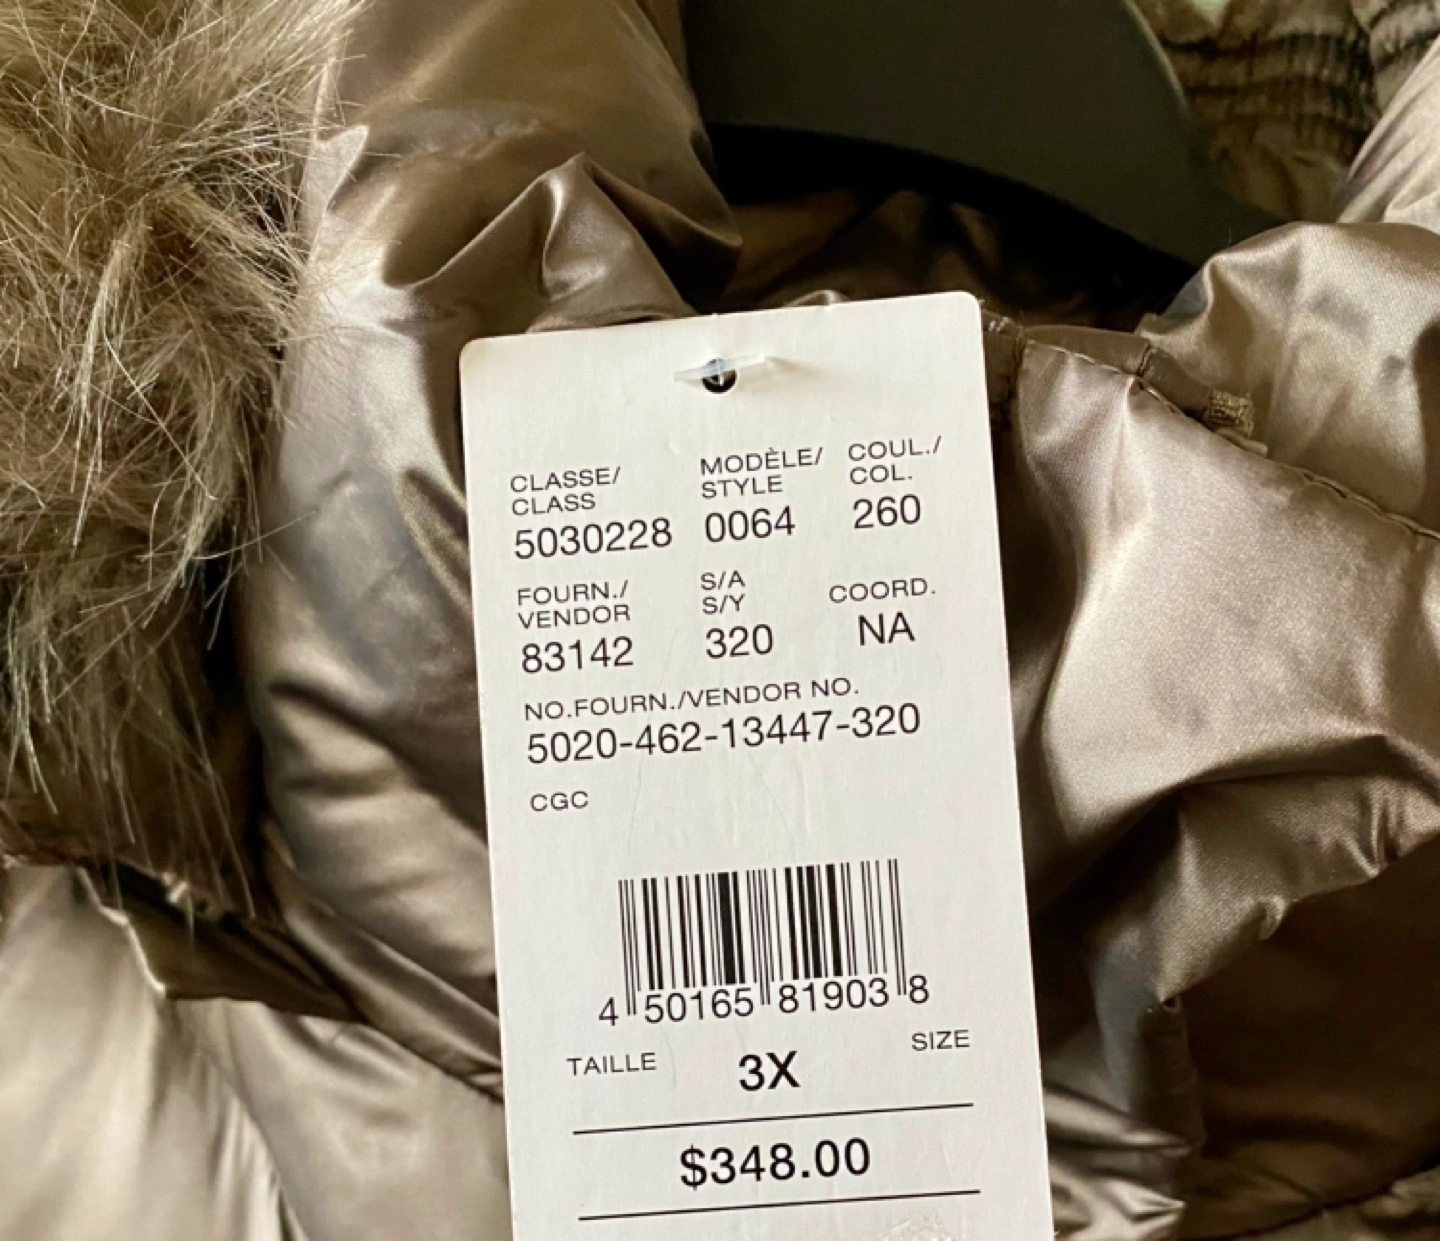 CLASSE/ MODÈLE/ COUL./
CLASS STYLE COL.
5030228 0064 260
FOURN./ S/A COORD.
VENDOR S/Y
83142 320 NA
NO.FOURN./VENDOR NO.
5020-462-13447-320
CGC
4 50165 81903 8
TAILLE 3X SIZE
$348.00